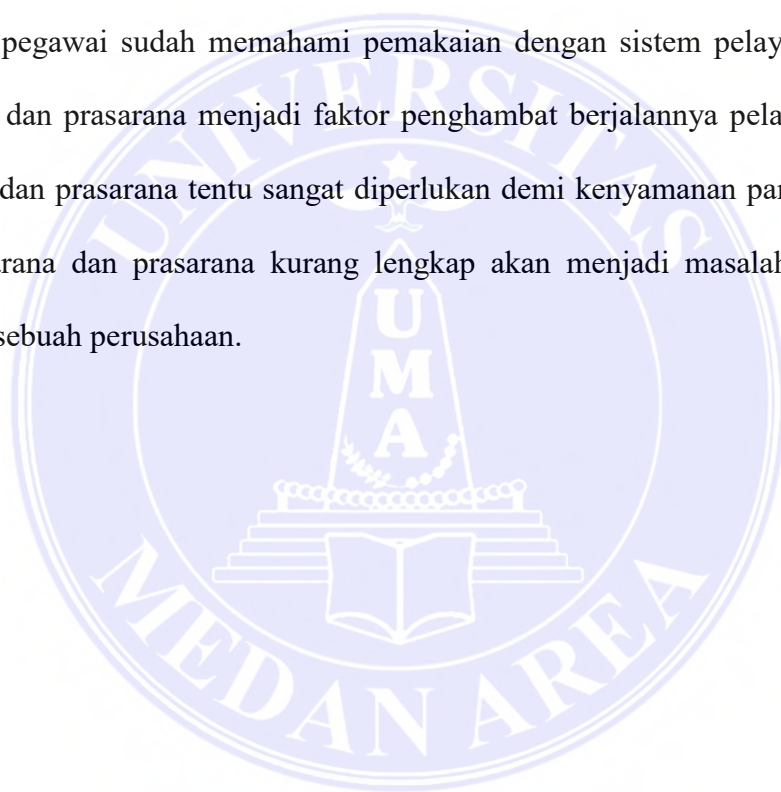 pegawai sudah memahami pemakaian dengan sistem pelay
dan prasarana menjadi faktor penghambat berjalannya pela
dan prasarana tentu sangat diperlukan demi kenyamanan par
rana dan prasarana kurang lengkap akan menjadi masalah
sebuah perusahaan.
UNIVERSITAS
UMA
MEDAN AREA